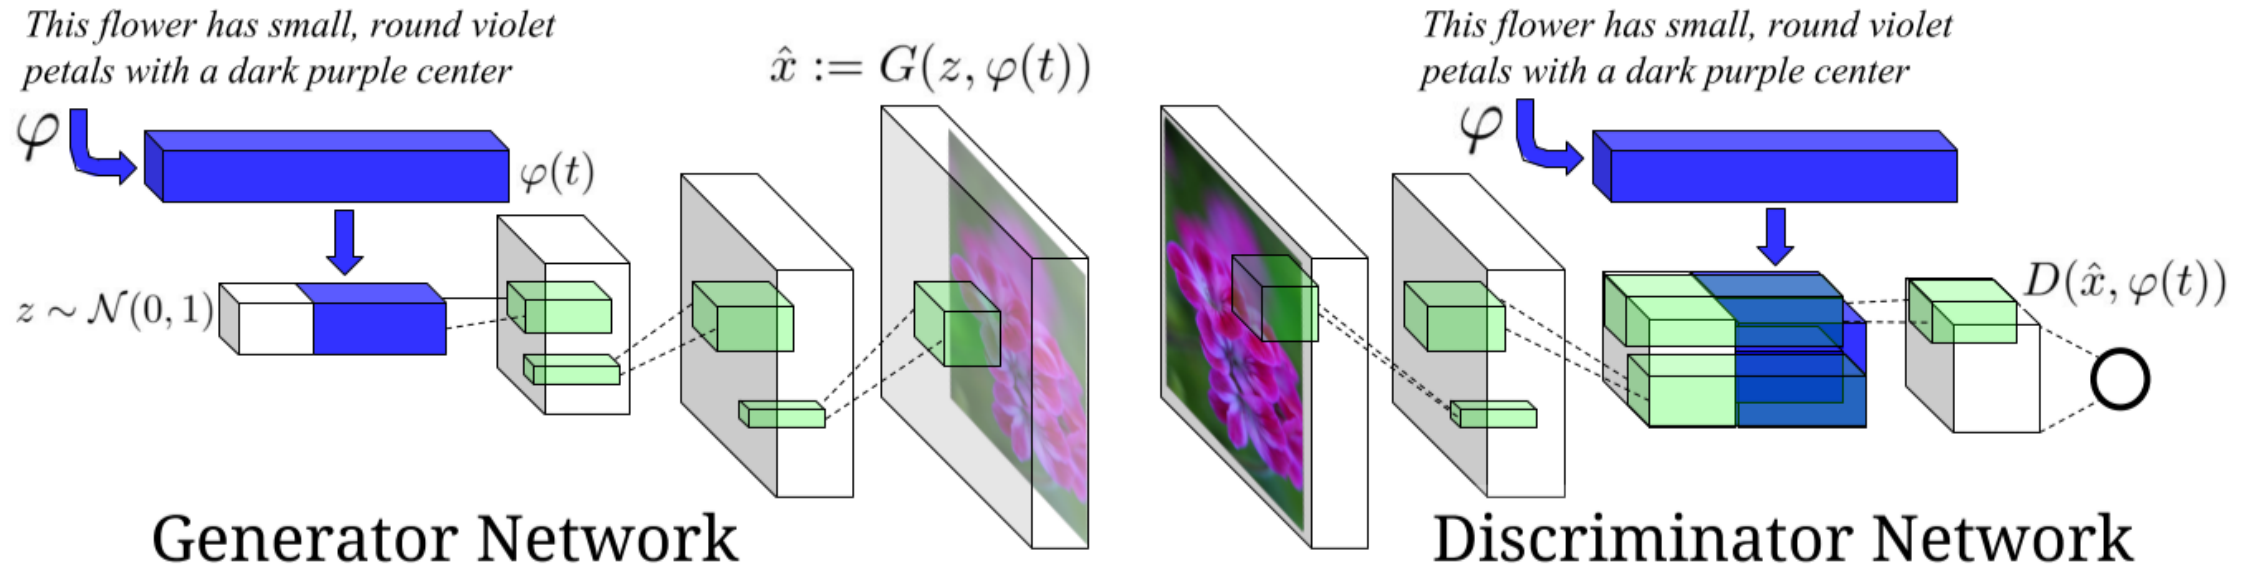 This flower has small, round violet
petals with a dark purple center
φ
φ(t)
z ∼ 𝒩(0, 1)
x̂ := G(z, φ(t))
Generator Network
This flower has small, round violet
petals with a dark purple center
φ
D(x̂, φ(t))
Discriminator Network